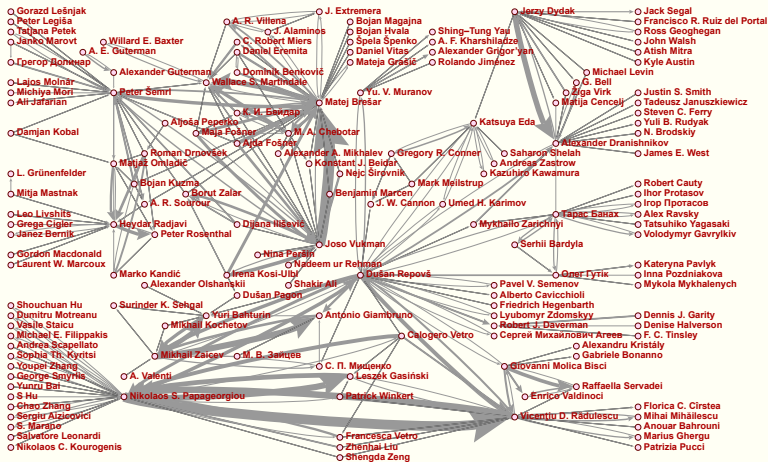 Gorazd Lešnjak
Peter Legiša
Tatjana Petek
Janko Marovt
Грегор Долинар
Lajos Molnár
Michiya Mori
Ali Jafarian
Damjan Kobal
L. Grünenfelder
Mitja Mastnak
Leo Livshits
Grega Cigler
Janez Bernik
Gordon Macdonald
Laurent W. Marcoux
Shouchuan Hu
Dumitru Motreanu
Vasile Staicu
Michael E. Filippakis
Andrea Scapellato
Sophia Th. Kyritsi
Youpei Zhang
George Smyrlis
Yunru Bai
S Hu
Chao Zhang
Sergiu Aizicovici
S. Marano
Salvatore Leonardi
Nikolaos C. Kourogenis
Willard E. Baxter
A. E. Guterman
Alexander Guterman
Peter Šemrl
Matjaž Omladič
Heydar Radjavi
Marko Kandić
Alexander Olshanskii
Surinder K. Sehgal
Mikhail Kochetov
Mikhail Zaicev
A. Valenti
Nikolaos S. Papageorgiou
A. R. Villena
J. Alaminos
C. Robert Miers
Daniel Eremita
Dominik Benkovič
Wallace S. Martindale
К. И. Бейдар
Aljoša Peperko
Maja Fošner
M. A. Chebotar
Ajda Fošner
Roman Drnovšek
Alexander A. Mikhalev
Konstant J. Beidar
Nejc Širovnik
Bojan Kuzma
Borut Zalar
Benjamin Marcen
A. R. Sourour
Dijana Ilišević
Peter Rosenthal
Joso Vukman
Nina Peršin
Nadeem ur Rehman
Irena Kosi-Ulbl
Shakir Ali
Dušan Pagon
Yuri Bahturin
Antonio Giambruno
М. В. Зайцев
С. П. Мищенко
Leszek Gasiński
Patrick Winkert
Francesca Vetro
Zhenhai Liu
Shengda Zeng
J. Extremera
Bojan Magajna
Bojan Hvala
Špela Špenko
Daniel Vitas
Mateja Grašič
Matej Brešar
Yu. V. Muranov
Shing–Tung Yau
A. F. Kharshiladze
Alexander Grigor'yan
Rolando Jiménez
Katsuya Eda
Gregory R. Conner
Mark Meilstrup
J. W. Cannon
Umed H. Karimov
Dušan Repovš
Calogero Vetro
Jerzy Dydak
Michael Levin
G. Bell
Žiga Virk
Matija Cencelj
Alexander Dranishnikov
Saharon Shelah
Andreas Zastrow
Kazuhiro Kawamura
Mykhailo Zarichnyi
Тарас Банах
Serhii Bardyla
Олег Гутік
Pavel V. Semenov
Alberto Cavicchioli
Friedrich Hegenbarth
Lyubomyr Zdomskyy
Robert J. Daverman
Сергей Михайлович Агеев
Giovanni Molica Bisci
Enrico Valdinoci
Vicenţiu D. Rădulescu
Alexandru Kristály
Gabriele Bonanno
Raffaella Servadei
Jack Segal
Francisco R. Ruiz del Portal
Ross Geoghegan
John Walsh
Atish Mitra
Kyle Austin
Justin S. Smith
Tadeusz Januszkiewicz
Steven C. Ferry
Yuli B. Rudyak
N. Brodskiy
James E. West
Robert Cauty
Ihor Protasov
Ігор Протасов
Alex Ravsky
Tatsuhiko Yagasaki
Volodymyr Gavrylkiv
Kateryna Pavlyk
Inna Pozdniakova
Mykola Mykhalenych
Dennis J. Garity
Denise Halverson
F. C. Tinsley
Florica C. Cîrstea
Mihai Mihăilescu
Anouar Bahrouni
Marius Ghergu
Patrizia Pucci